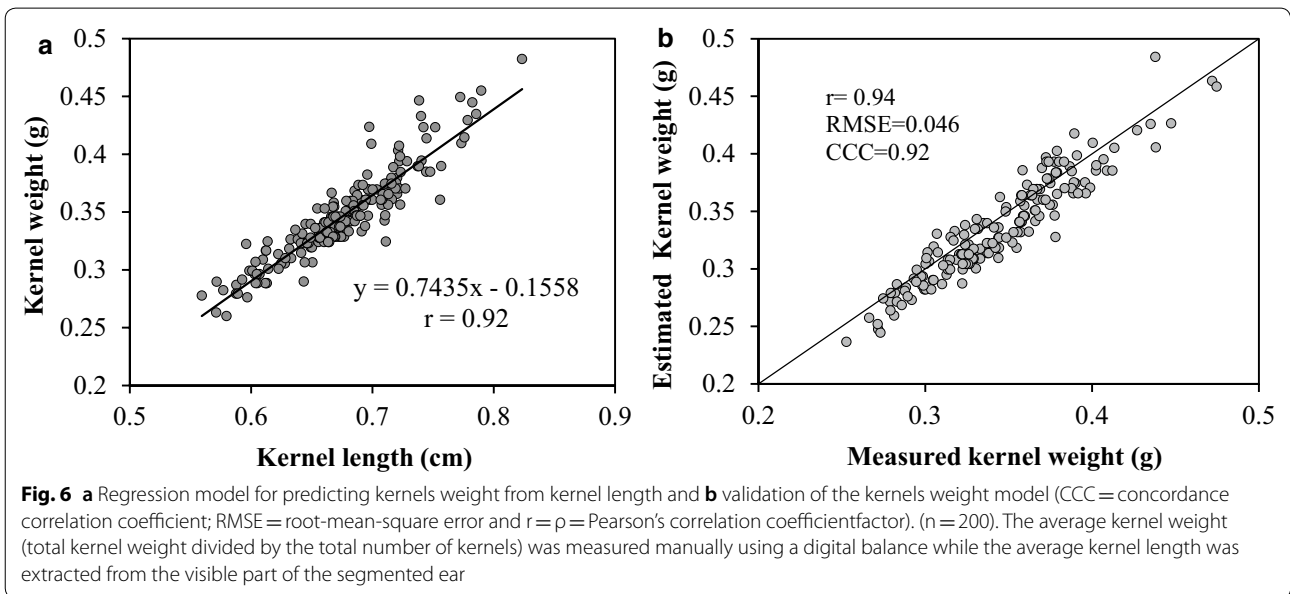 a
0.5
0.45
0.4
0.35
0.3
0.25
0.2
Kernel weight (g)
y = 0.7435x - 0.1558
r = 0.92
0.5 0.6 0.7 0.8 0.9
Kernel length (cm)
b
0.5
0.45
0.4
0.35
0.3
0.25
0.2
Estimated Kernel weight (g)
r= 0.94
RMSE=0.046
CCC=0.92
0.2 0.3 0.4 0.5
Measured kernel weight (g)
Fig. 6 a Regression model for predicting kernels weight from kernel length and b validation of the kernels weight model (CCC = concordance
correlation coefficient; RMSE = root-mean-square error and r = ρ = Pearson's correlation coefficientfactor). (n = 200). The average kernel weight
(total kernel weight divided by the total number of kernels) was measured manually using a digital balance while the average kernel length was
extracted from the visible part of the segmented ear